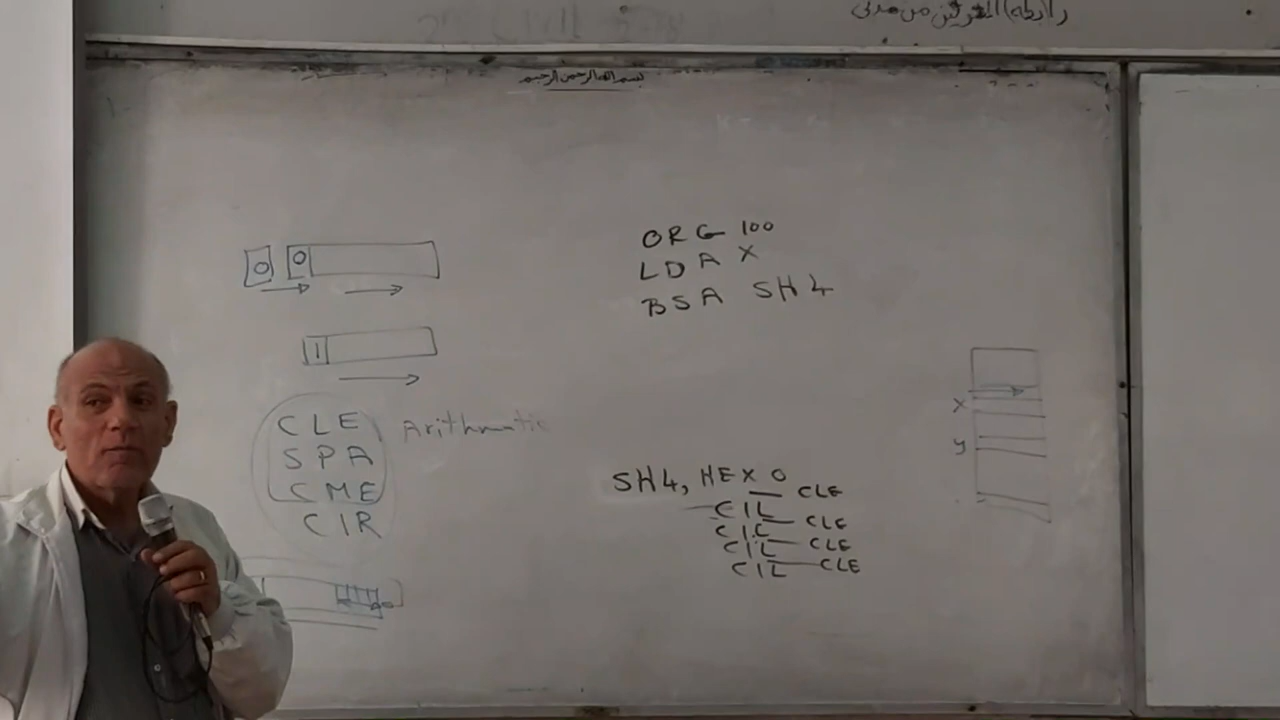 بسم الله الرحمن الرحيم
0 0
1
CLE Arithmatic
SPA
CME
CIR
ORG 100
LDA X
BSA SH4
SH4, HEX 0
CLE
CIL
CLE
CIL
CLE
CIL
CLE
CIL
X
y